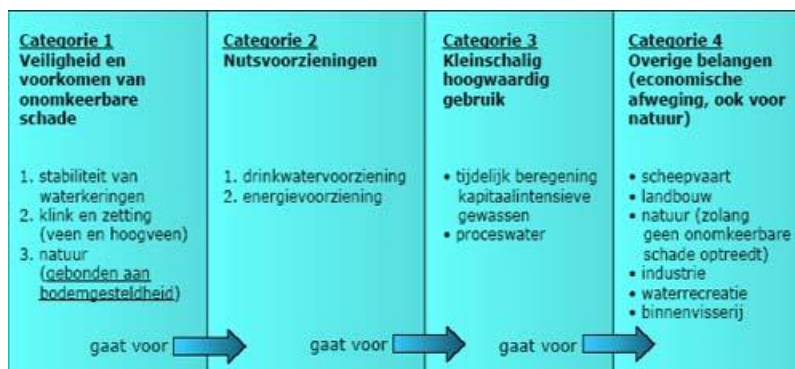 Categorie 1
Veiligheid en
voorkomen van
onomkeerbare
schade
1. stabiliteit van
waterkeringen
2. klink en zetting
(veen en hoogveen)
3. natuur
(gebonden aan
bodemgesteldheid)
gaat voor
Categorie 2
Nutsvoorzieningen
1. drinkwatervoorziening
2. energievoorziening
gaat voor
Categorie 3
Kleinschalig
hoogwaardig
gebruik
• tijdelijk beregening
kapitaalintensieve
gewassen
• proceswater
gaat voor
Categorie 4
Overige belangen
(economische
afweging, ook voor
natuur)
• scheepvaart
• landbouw
• natuur (zolang
geen onomkeerbare
schade optreedt)
• industrie
• waterrecreatie
• binnenvisserij